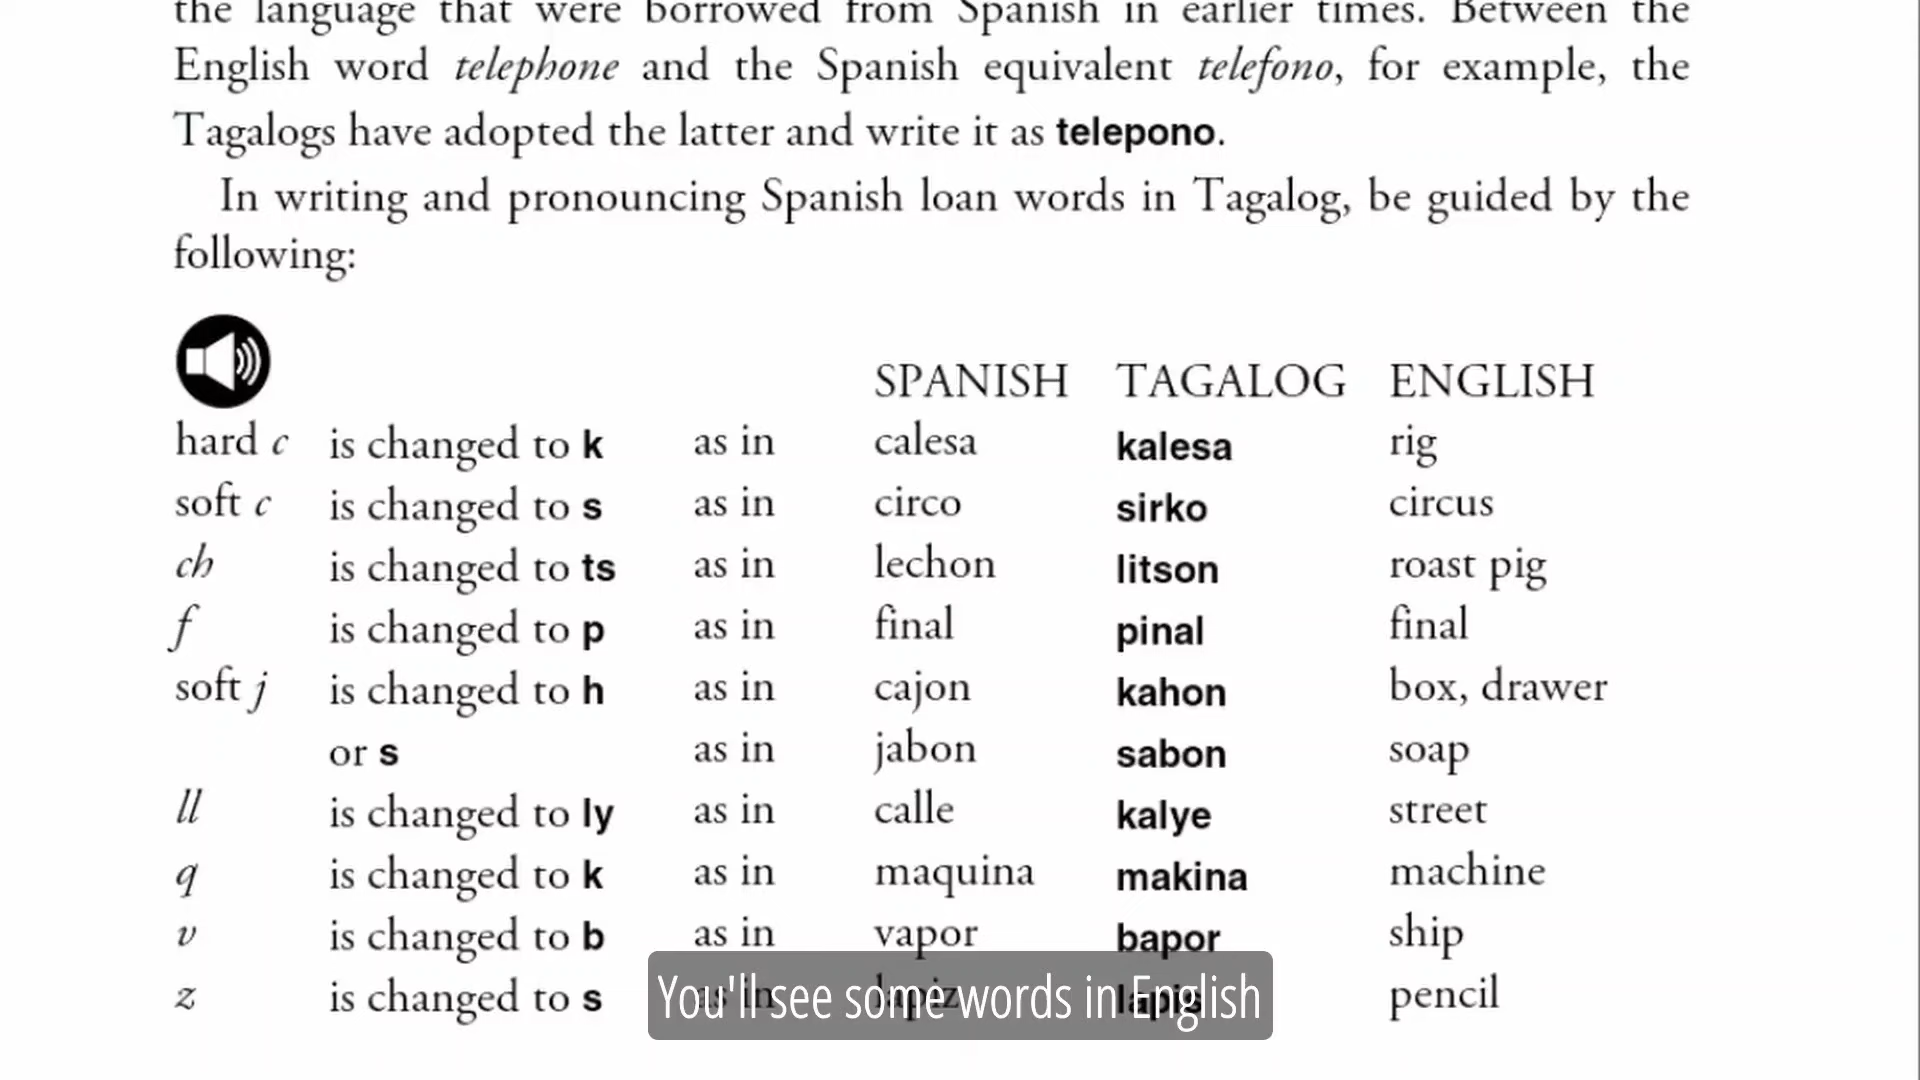 the language that were borrowed from Spanish in earlier times. Between the
English word telephone and the Spanish equivalent telefono, for example, the
Tagalogs have adopted the latter and write it as telepono.
In writing and pronouncing Spanish loan words in Tagalog, be guided by the
following:
SPANISH TAGALOG ENGLISH
hard c is changed to k as in calesa kalesa rig
soft c is changed to s as in circo sirko circus
ch is changed to ts as in lechon litson roast pig
f is changed to p as in final pinal final
soft j is changed to h as in cajon kahon box, drawer
or s as in jabon sabon soap
ll is changed to ly as in calle kalye street
q is changed to k as in maquina makina machine
v is changed to b as in vapor bapor ship
z is changed to s as in lapiz lapis pencil
You'll see some words in English